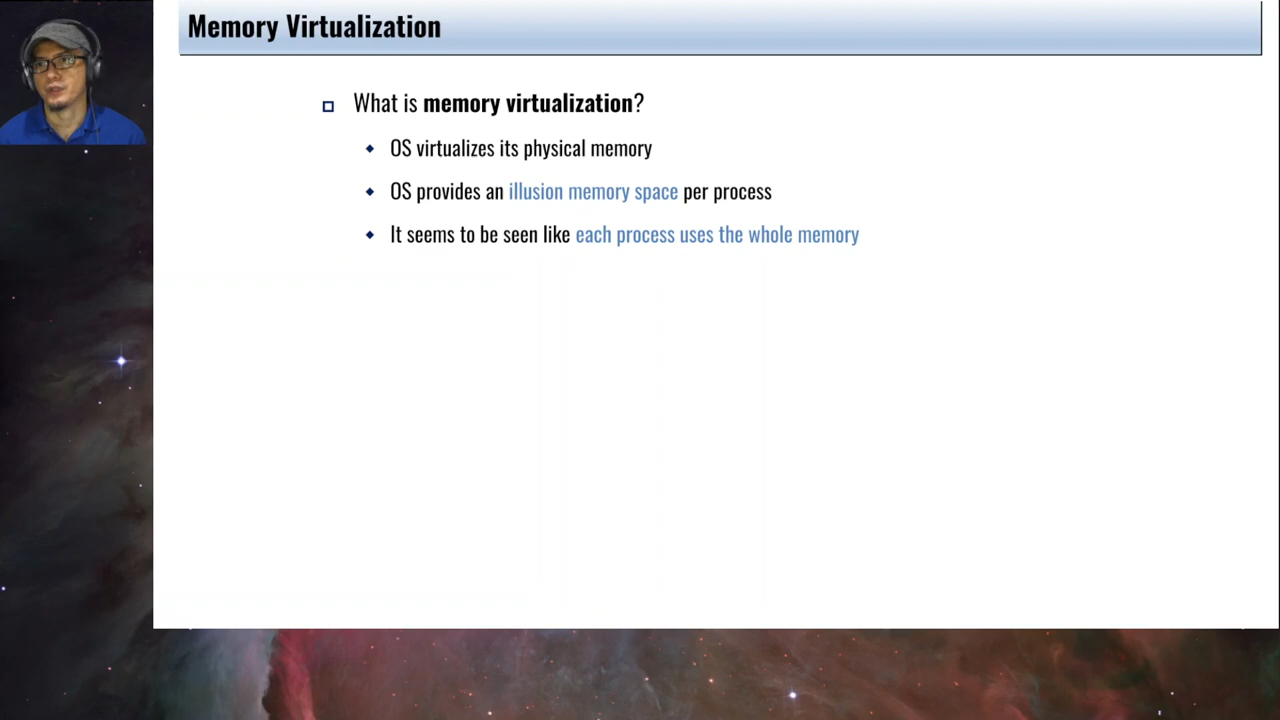 Memory Virtualization
What is memory virtualization?
OS virtualizes its physical memory
OS provides an illusion memory space per process
It seems to be seen like each process uses the whole memory